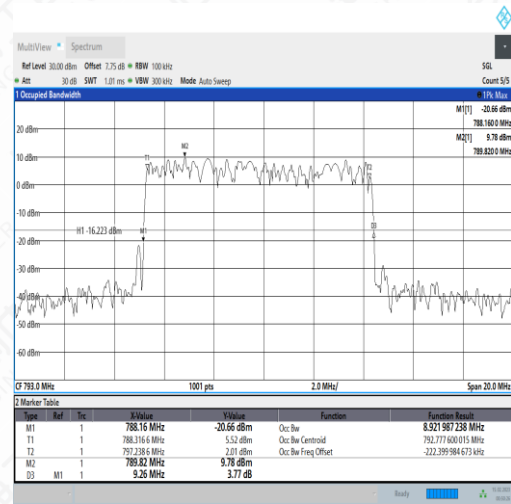 MultiView Spectrum
Ref Level 30.00 dBm Offset 7.75 dB RBW 100 kHz SGL
Att 30 dB SWT 1.01 ms VBW 300 kHz Mode Auto Sweep Count 5/5
1 Occupied Bandwidth 1Pk Max
M1[1] -20.66 dBm
788.160 0 MHz
M2[1] 9.78 dBm
789.820 0 MHz
20 dBm
M2
T1
10 dBm
T2
0 dBm
-10 dBm
H1 -16.223 dBm
M1
D3
-20 dBm
-30 dBm
-40 dBm
-50 dBm
-60 dBm
CF 793.0 MHz 1001 pts 2.0 MHz/ Span 20.0 MHz
2 Marker Table
Type Ref Trc X-Value Y-Value Function Function Result
M1 1 788.16 MHz -20.66 dBm Occ Bw 8.921 987 238 MHz
T1 1 788.316 6 MHz 5.52 dBm Occ Bw Centroid 792.777 600 015 MHz
T2 1 797.238 6 MHz 2.01 dBm Occ Bw Freq Offset -222.399 984 673 kHz
M2 1 789.82 MHz 9.78 dBm
D3 M1 1 9.26 MHz 3.77 dB
Ready